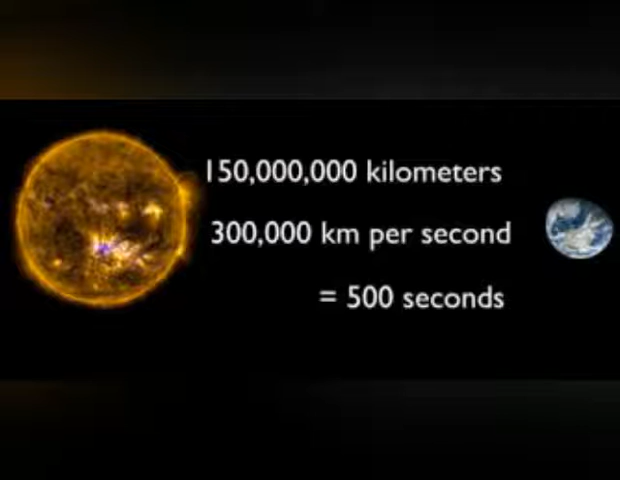 150,000,000 kilometers
300,000 km per second
= 500 seconds